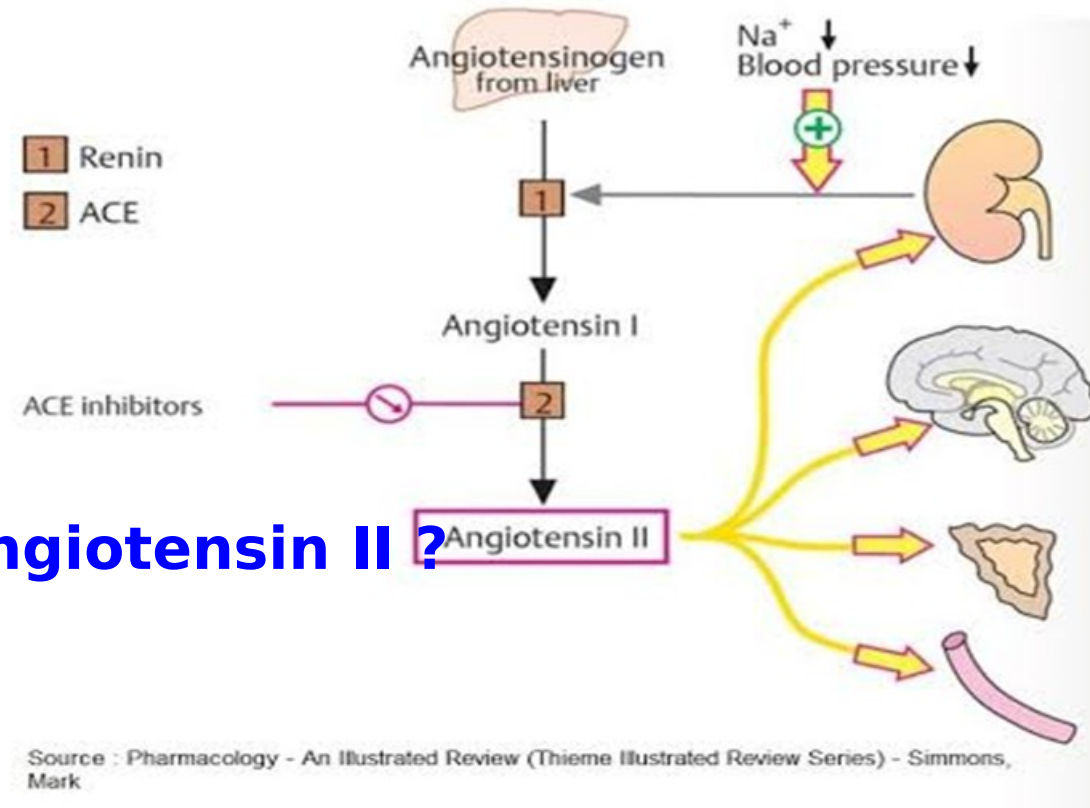 Angiotensinogen
from liver
Na⁺ ↓
Blood pressure ↓
+
1 Renin
2 ACE
1
Angiotensin I
ACE inhibitors
2
ngiotensin II ?
Angiotensin II
Source : Pharmacology - An Illustrated Review (Thieme Illustrated Review Series) - Simmons,
Mark